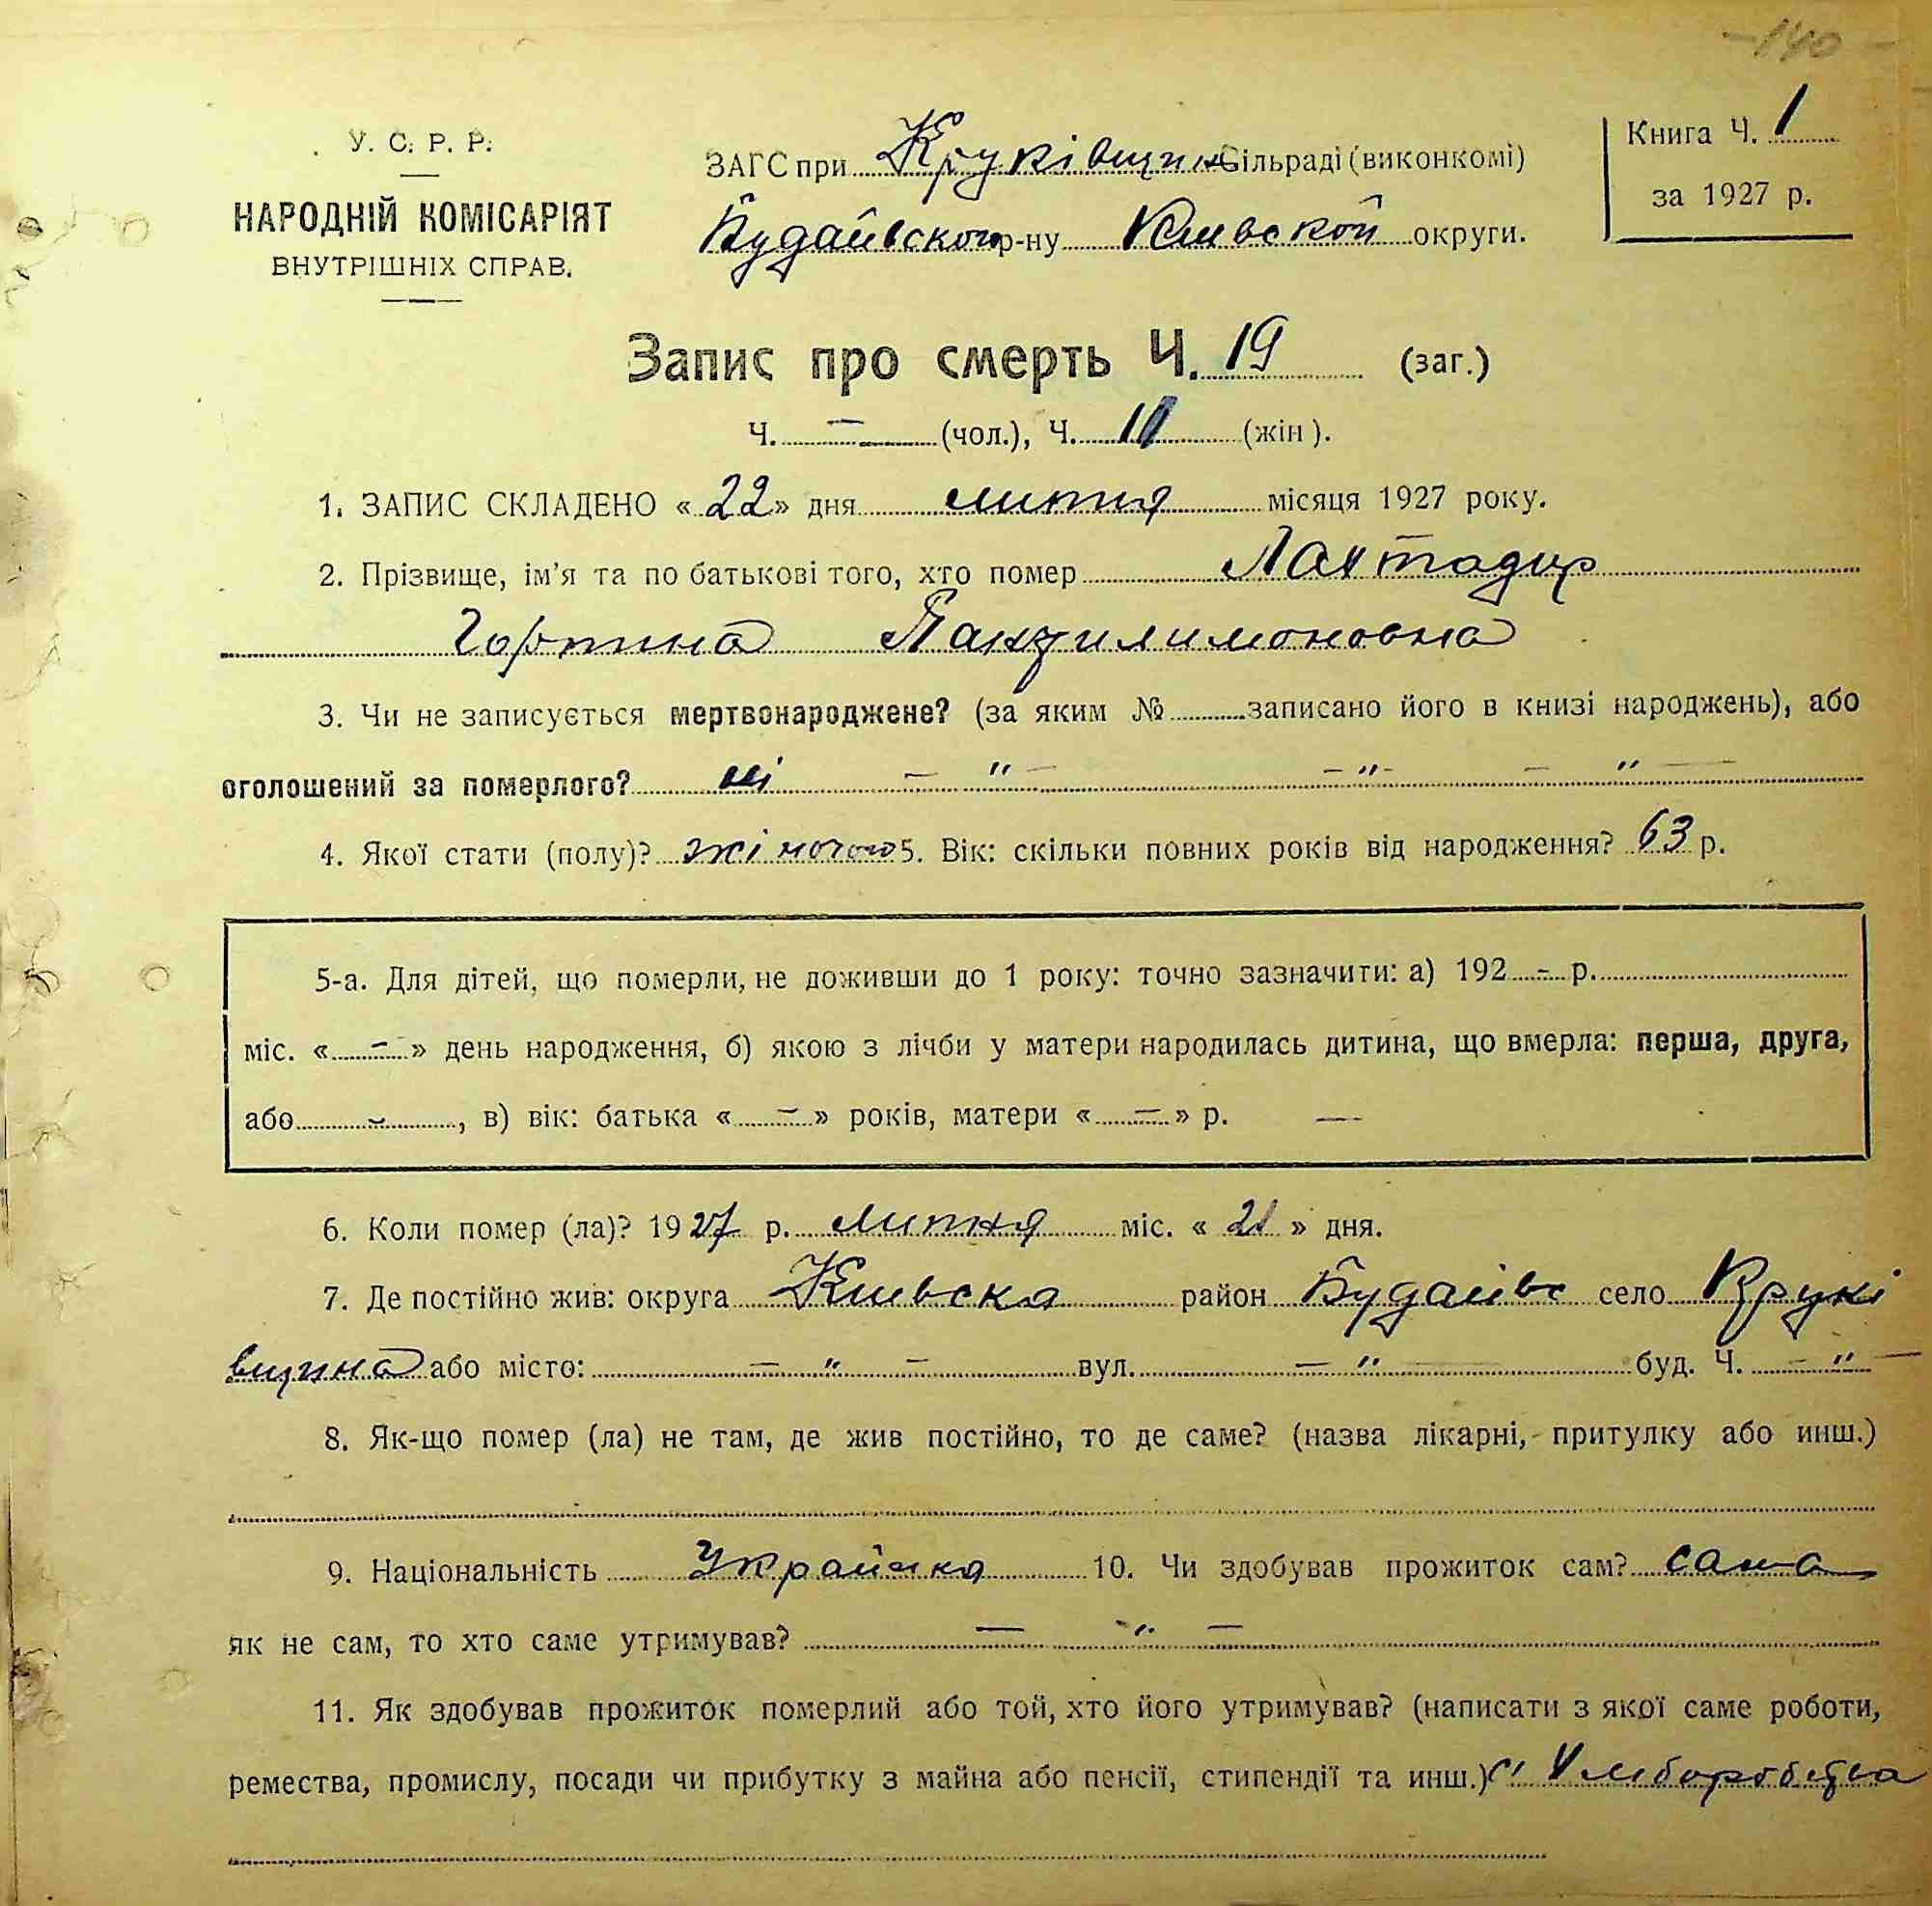 -140-
У. С. Р. Р.
НАРОДНІЙ КОМІСАРІЯТ
ВНУТРІШНІХ СПРАВ.
ЗАГС при Круківщин Сільраді (виконкомі)
Будаївского р-ну Київской округи.
Книга Ч. 1
за 1927 р.
Запис про смерть Ч. 19 (заг.)
Ч. — (чол.), Ч. 10 (жін).
1. ЗАПИС СКЛАДЕНО «22» дня липня місяця 1927 року.
2. Прізвище, ім'я та по батькові того, хто помер Лахтадир
Горпина Панзилимоновна
3. Чи не записується мертвонароджене? (за яким № записано його в книзі народжень), або
оголошений за померлого? ні — " — — " — — " —
4. Якої стати (полу)? жіночою 5. Вік: скільки повних років від народження? 63 р.
5-а. Для дітей, що померли, не доживши до 1 року: точно зазначити: а) 192 - р.
міс. « — » день народження, б) якою з лічби у матери народилась дитина, що вмерла: перша, друга,
або - , в) вік: батька « — » років, матери « — » р. —
6. Коли помер (ла)? 1927 р. липня міс. « 21 » дня.
7. Де постійно жив: округа Київска район Будаївс село Крукі
вщина або місто: — " — вул. — " — буд. Ч. — " —
8. Як-що помер (ла) не там, де жив постійно, то де саме? (назва лікарні, притулку або инш.)
9. Національність Українка 10. Чи здобував прожиток сам? сама
як не сам, то хто саме утримував? — " —
11. Як здобував прожиток померлий або той, хто його утримував? (написати з якої саме роботи,
ремества, промислу, посади чи прибутку з майна або пенсії, стипендії та инш.)